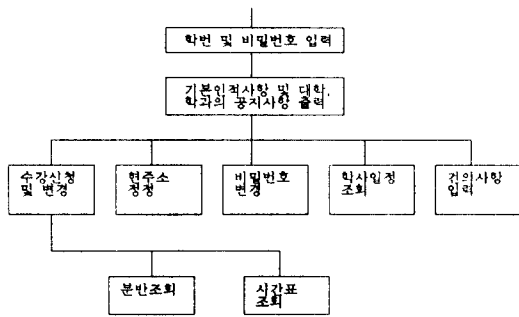 학번 및 비밀번호 입력
기본인적사항 및 대학,
학과의 공지사항 출력
수강신청
및 변경
현주소
정정
비밀번호
변경
학사일정
조회
건의사항
입력
분반조회
시간표
조회